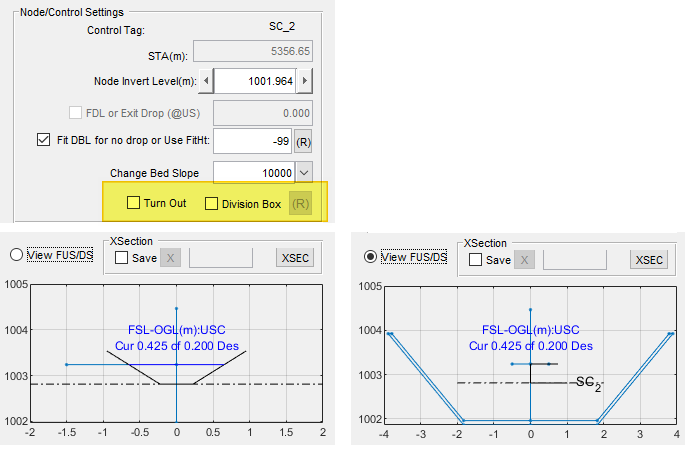 Node/Control Settings
Control Tag: SC_2
STA(m): 5356.65
Node Invert Level(m): 1001.964
FDL or Exit Drop (@US) 0.000
Fit DBL for no drop or Use FitHt: -99 (R)
Change Bed Slope 10000
Turn Out Division Box (R)
View FUS/DS
XSection
Save X XSEC
1005
1004
1003
1002
FSL-OGL(m):USC
Cur 0.425 of 0.200 Des
-2 -1.5 -1 -0.5 0 0.5 1 1.5 2
View FUS/DS
XSection
Save X XSEC
1005
1004
1003
1002
FSL-OGL(m):USC
Cur 0.425 of 0.200 Des
SC2
-4 -3 -2 -1 0 1 2 3 4